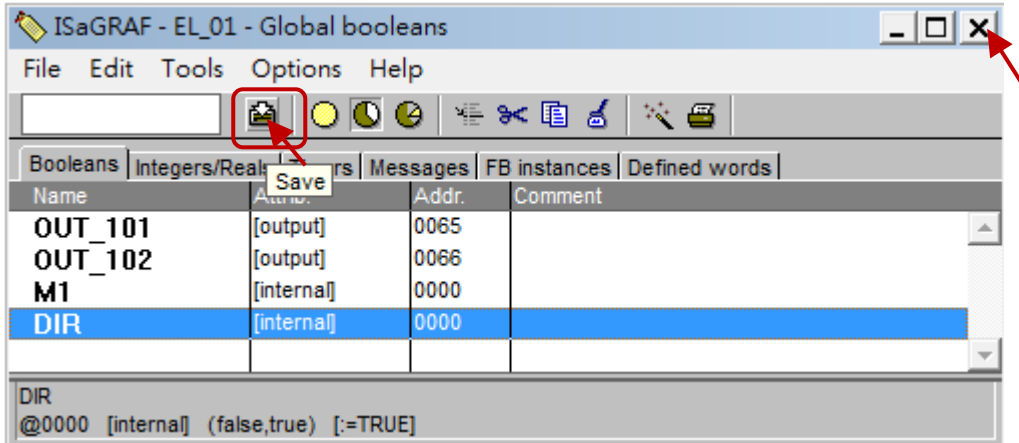 ISaGRAF - EL_01 - Global booleans
File Edit Tools Options Help
Booleans Integers/Reals Messages FB instances Defined words
Save
Name Attrib. Addr. Comment
OUT_101 [output] 0065
OUT_102 [output] 0066
M1 [internal] 0000
DIR [internal] 0000
DIR
@0000 [internal] (false,true) [:=TRUE]